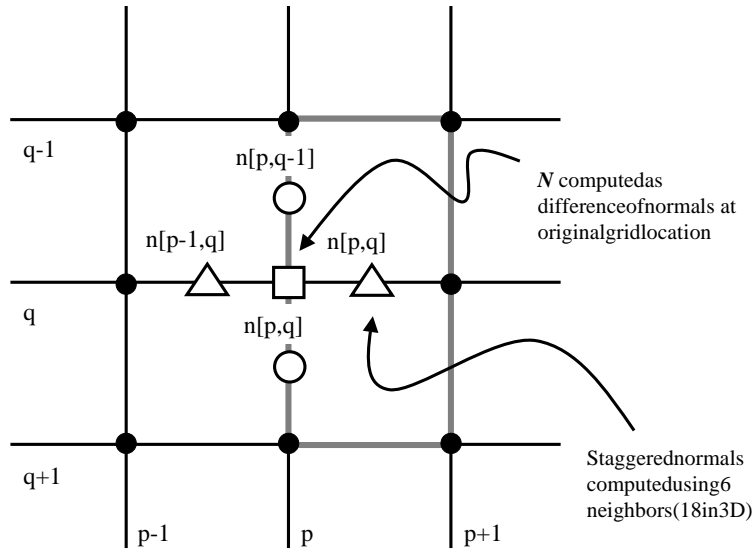 q-1
n[p,q-1]
N computedas
differenceofnormals at
originalgridlocation
n[p-1,q]
n[p,q]
q
n[p,q]
Staggerednormals
computedusing6
neighbors(18in3D)
q+1
p-1
p
p+1